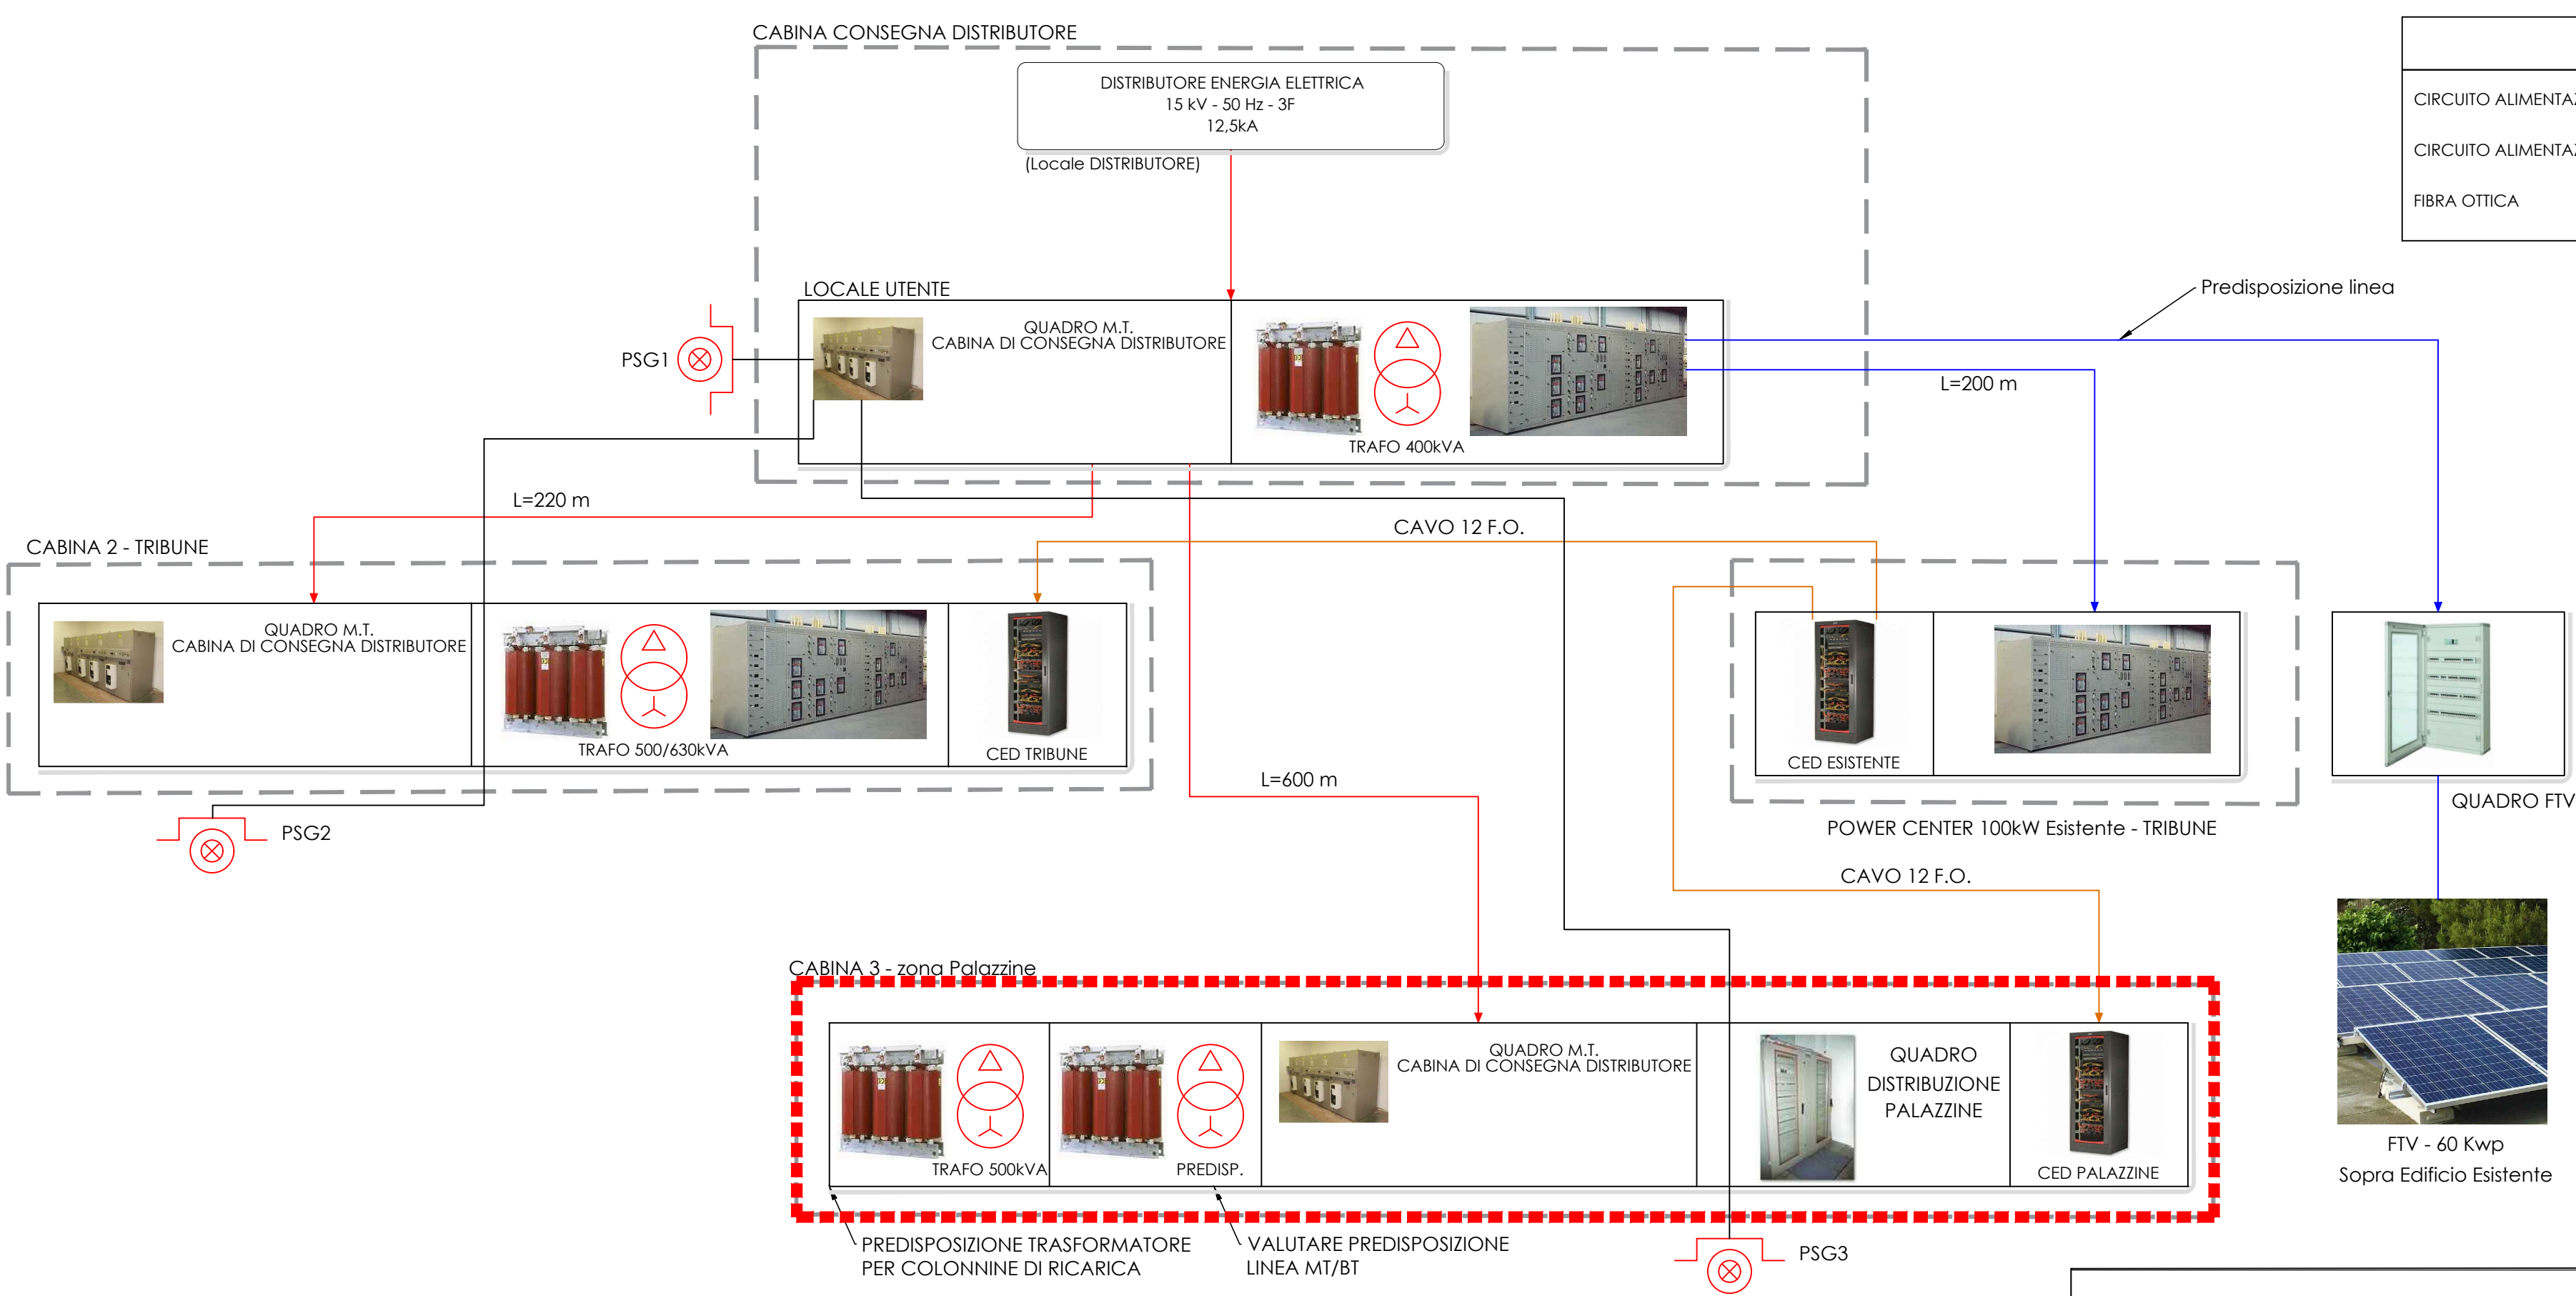 CABINA CONSEGNA DISTRIBUTORE
DISTRIBUTORE ENERGIA ELETTRICA
15 kV - 50 Hz - 3F
12,5kA
(Locale DISTRIBUTORE)
CIRCUITO ALIMENTAZ
CIRCUITO ALIMENTAZ
FIBRA OTTICA
LOCALE UTENTE
Predisposizione linea
QUADRO M.T.
CABINA DI CONSEGNA DISTRIBUTORE
PSG1
L=200 m
TRAFO 400kVA
L=220 m
CAVO 12 F.O.
CABINA 2 - TRIBUNE
QUADRO M.T.
CABINA DI CONSEGNA DISTRIBUTORE
TRAFO 500/630kVA
CED TRIBUNE
CED ESISTENTE
L=600 m
QUADRO FTV
PSG2
POWER CENTER 100kW Esistente - TRIBUNE
CAVO 12 F.O.
CABINA 3 - zona Palazzine
QUADRO M.T.
CABINA DI CONSEGNA DISTRIBUTORE
QUADRO
DISTRIBUZIONE
PALAZZINE
TRAFO 500kVA
PREDISP.
CED PALAZZINE
FTV - 60 Kwp
Sopra Edificio Esistente
PREDISPOSIZIONE TRASFORMATORE
PER COLONNINE DI RICARICA
VALUTARE PREDISPOSIZIONE
LINEA MT/BT
PSG3